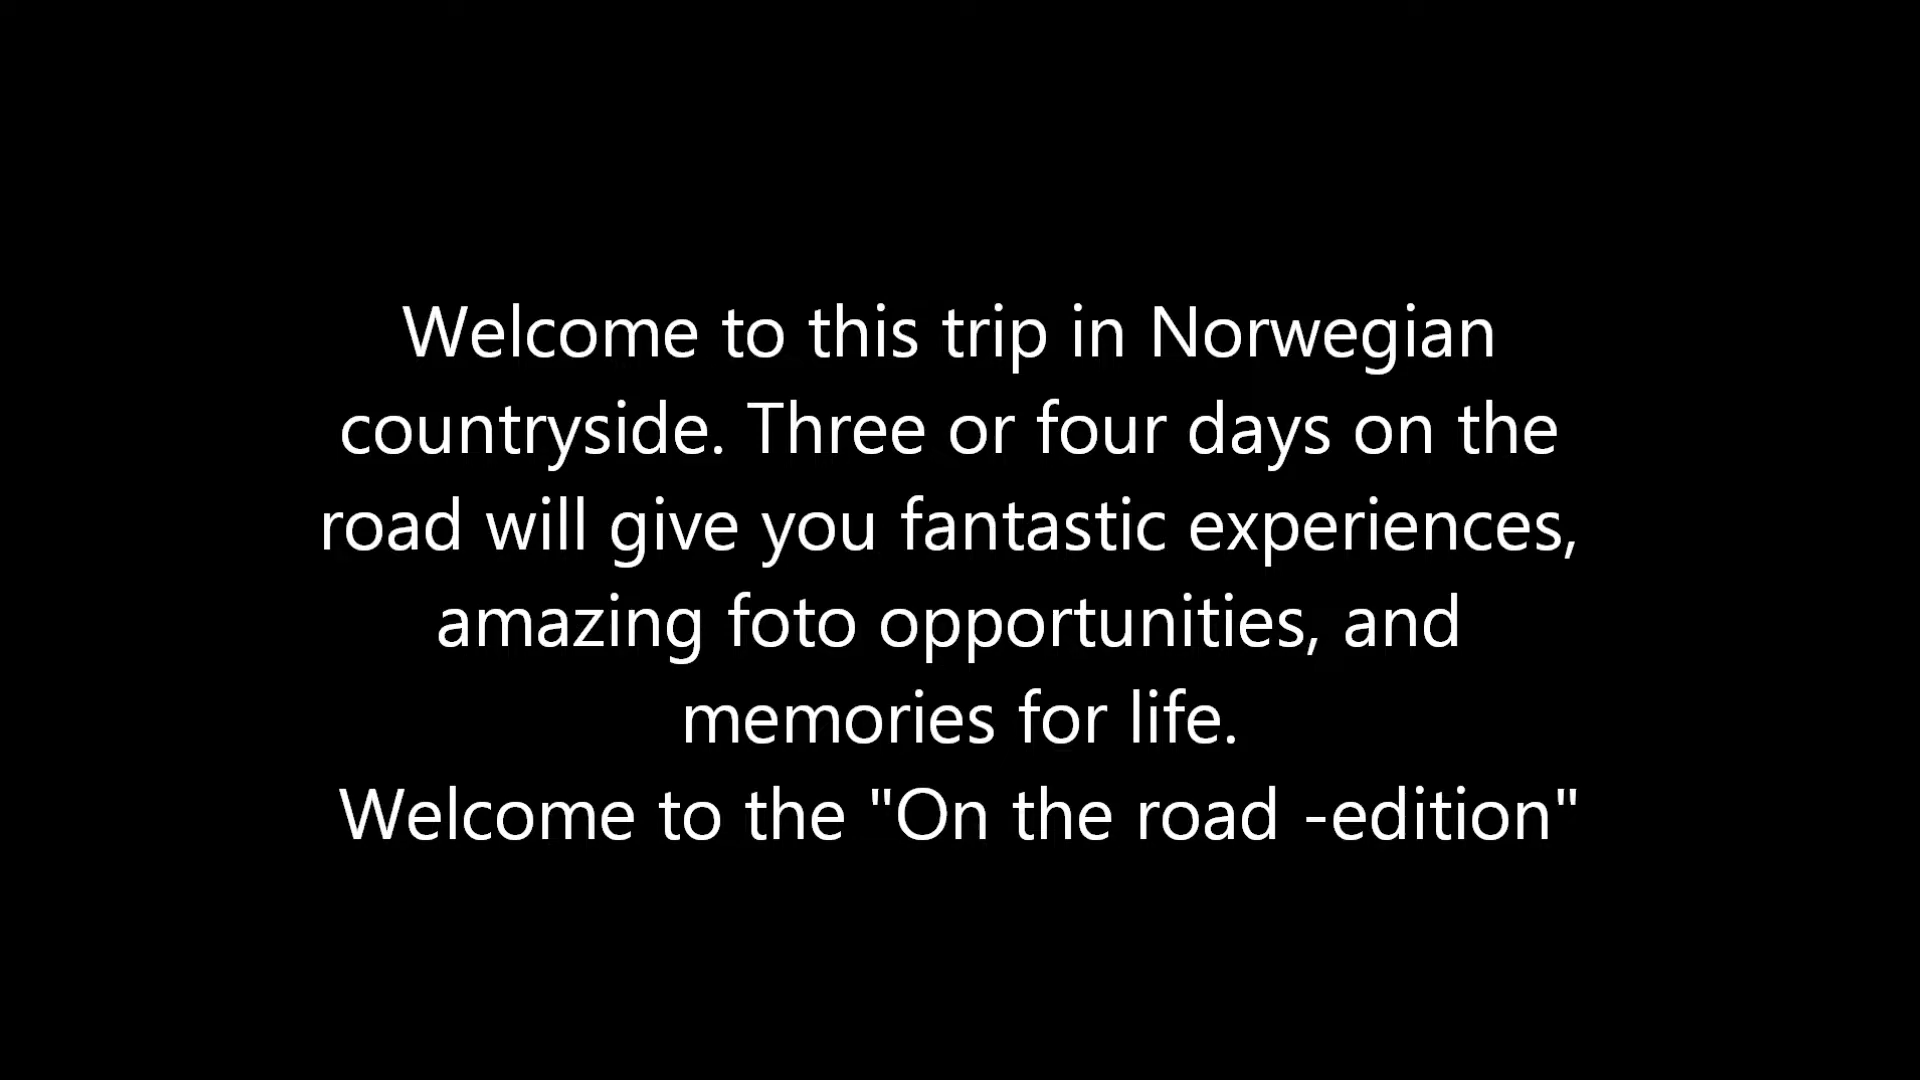 Welcome to this trip in Norwegian
countryside. Three or four days on the
road will give you fantastic experiences,
amazing foto opportunities, and
memories for life.
Welcome to the "On the road -edition"